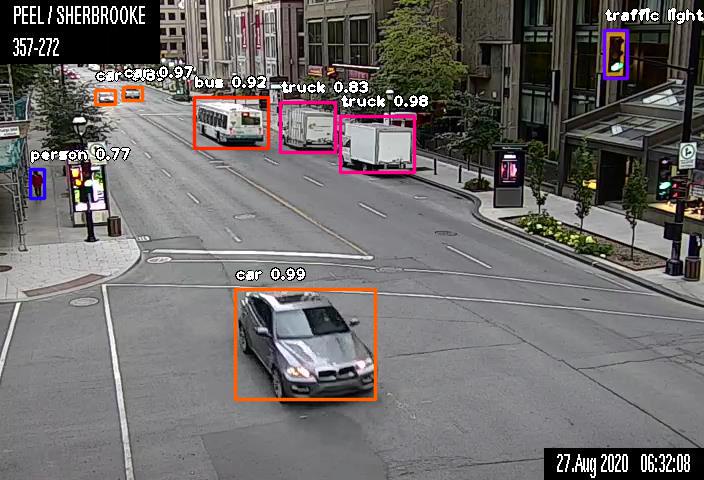 PEEL / SHERBROOKE
357-272
traffic light
car 0.97
bus 0.92
truck 0.83
truck 0.98
person 0.77
car 0.99
27.Aug 2020 06:32:08